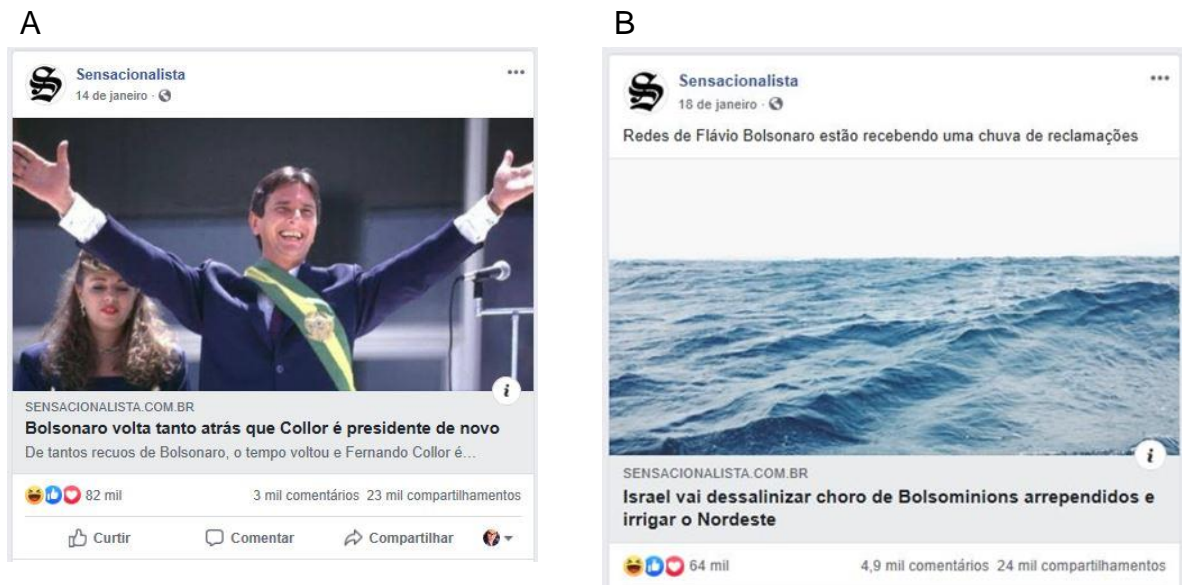 A
Sensacionalista
14 de janeiro ·
SENSACIONALISTA.COM.BR
Bolsonaro volta tanto atrás que Collor é presidente de novo
De tantos recuos de Bolsonaro, o tempo voltou e Fernando Collor é…
82 mil 3 mil comentários 23 mil compartilhamentos
Curtir Comentar Compartilhar
B
Sensacionalista
18 de janeiro ·
Redes de Flávio Bolsonaro estão recebendo uma chuva de reclamações
SENSACIONALISTA.COM.BR
Israel vai dessalinizar choro de Bolsominions arrependidos e
irrigar o Nordeste
64 mil 4,9 mil comentários 24 mil compartilhamentos